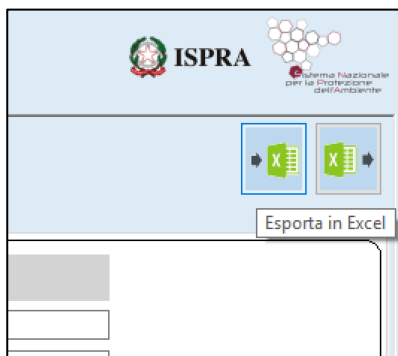 ISPRA
Sistema Nazionale
per la Protezione
dell'Ambiente
X
X
Esporta in Excel